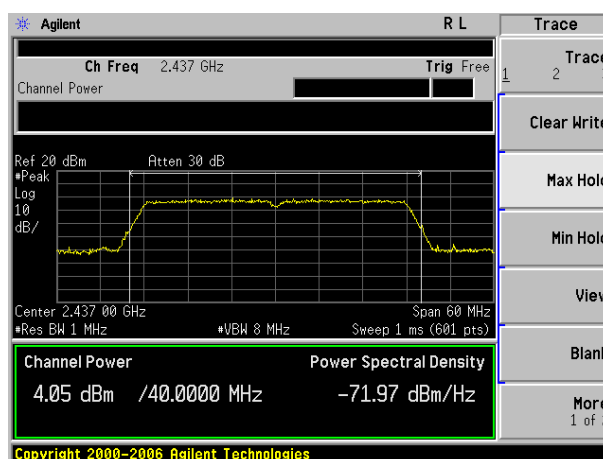 Agilent R L Trace
Ch Freq 2.437 GHz Trig Free
Channel Power
Trace
1 2
Clear Write
Ref 20 dBm Atten 30 dB
#Peak
Log
10
dB/
Max Hold
Min Hold
View
Center 2.437 00 GHz Span 60 MHz
#Res BW 1 MHz #VBW 8 MHz Sweep 1 ms (601 pts)
Channel Power Power Spectral Density
4.05 dBm /40.0000 MHz -71.97 dBm/Hz
Blank
More
1 of
Copyright 2000-2006 Agilent Technologies